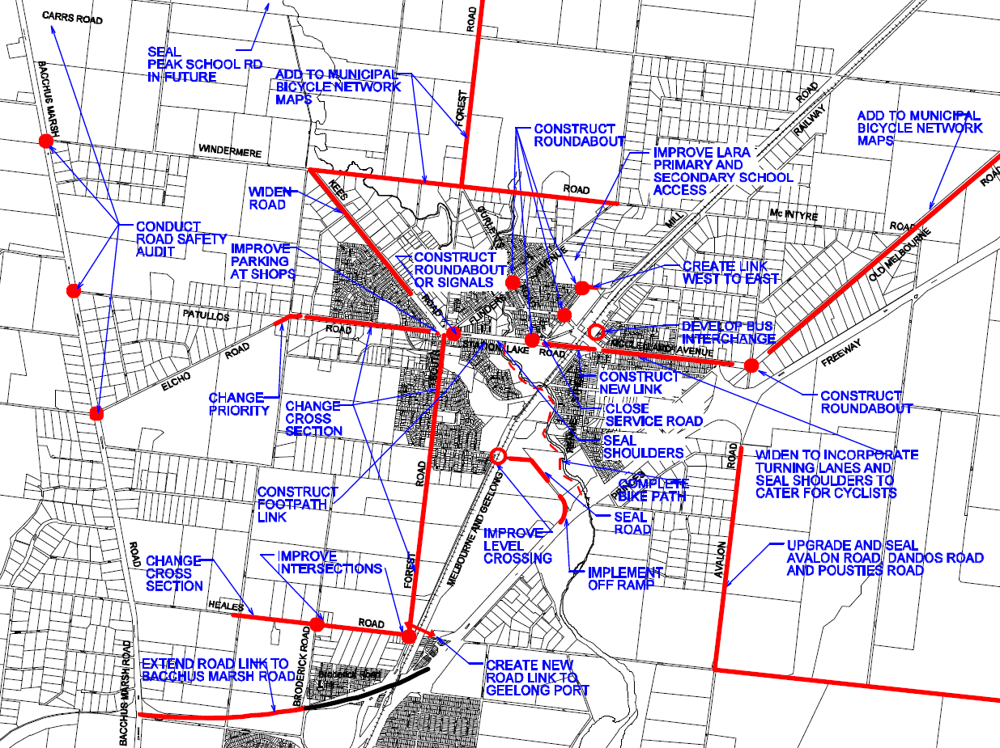 CARRS ROAD
SEAL
PEAK SCHOOL RD
IN FUTURE
ADD TO MUNICIPAL
BICYCLE NETWORK
MAPS
ROAD
FOREST
BACCHUS MARSH
WINDERMERE
CONSTRUCT
ROUNDABOUT
IMPROVE LARA
PRIMARY AND
SECONDARY SCHOOL
ACCESS
ROAD
RAILWAY
ADD TO MUNICIPAL
BICYCLE NETWORK
MAPS
ROAD
WIDEN
ROAD
KEES
ROAD
MILL
Mc INTYRE
ROAD
OLD MELBOURNE
CONDUCT
ROAD SAFETY
AUDIT
IMPROVE
PARKING
AT SHOPS
CONSTRUCT
ROUNDABOUT
OR SIGNALS
AVENUE
FLINDERS
ROAD
CREATE LINK
WEST TO EAST
PATULLOS
ROAD
STATION LAKE
ROAD
DEVELOP BUS
INTERCHANGE
McCLELLAND AVENUE
FREEWAY
ROAD
ELCHO
CHANGE
PRIORITY
CHANGE
CROSS
SECTION
CONSTRUCT
NEW LINK
CLOSE
SERVICE ROAD
SEAL
SHOULDERS
CONSTRUCT
ROUNDABOUT
ROAD
WIDEN TO INCORPORATE
TURNING LANES AND
SEAL SHOULDERS TO
CATER FOR CYCLISTS
ROAD
COMPLETE
BIKE PATH
CONSTRUCT
FOOTPATH
LINK
MELBOURNE AND GEELONG
IMPROVE
LEVEL
CROSSING
SEAL
ROAD
IMPLEMENT
OFF RAMP
AVALON
UPGRADE AND SEAL
AVALON ROAD, DANDOS ROAD
AND POUSTIES ROAD
ROAD
CHANGE
CROSS
SECTION
IMPROVE
INTERSECTIONS
FOREST
HEALES
ROAD
BACCHUS MARSH ROAD
EXTEND ROAD LINK TO
BACCHUS MARSH ROAD
BRODERICK ROAD
Broderick Road
CREATE NEW
ROAD LINK TO
GEELONG PORT